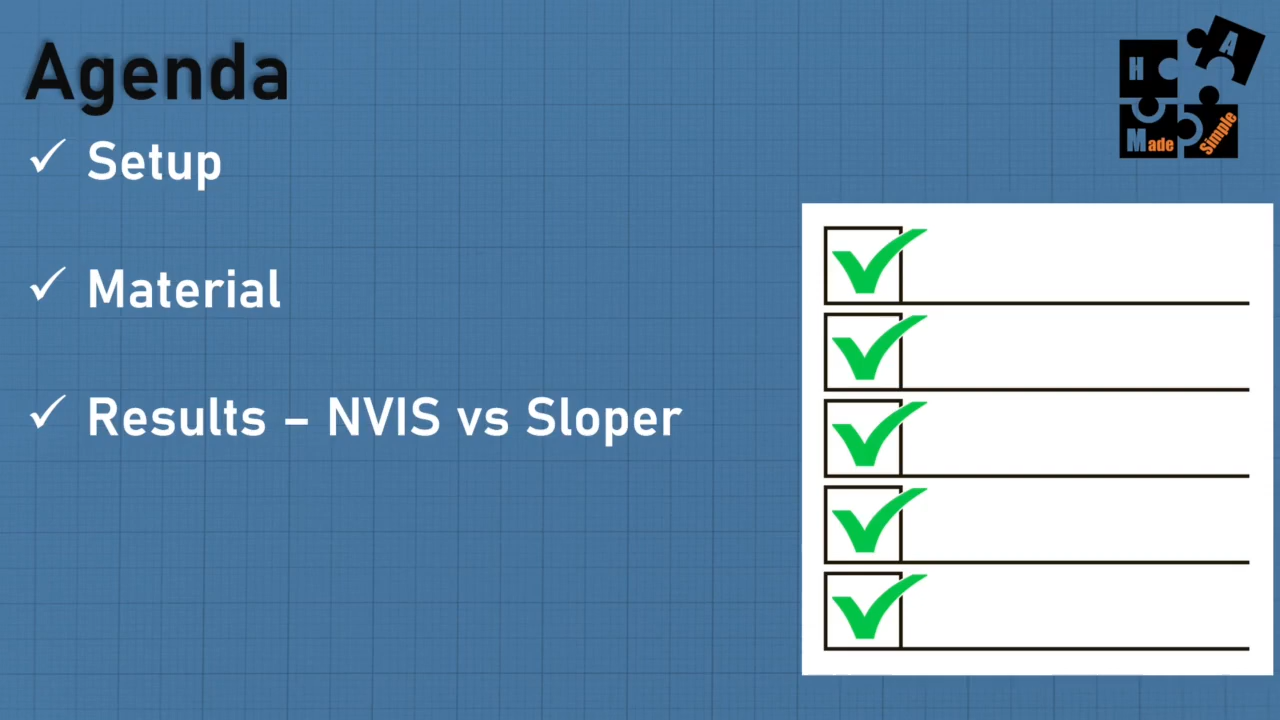 Agenda
✓ Setup
✓ Material
✓ Results – NVIS vs Sloper
H A
Made Simple